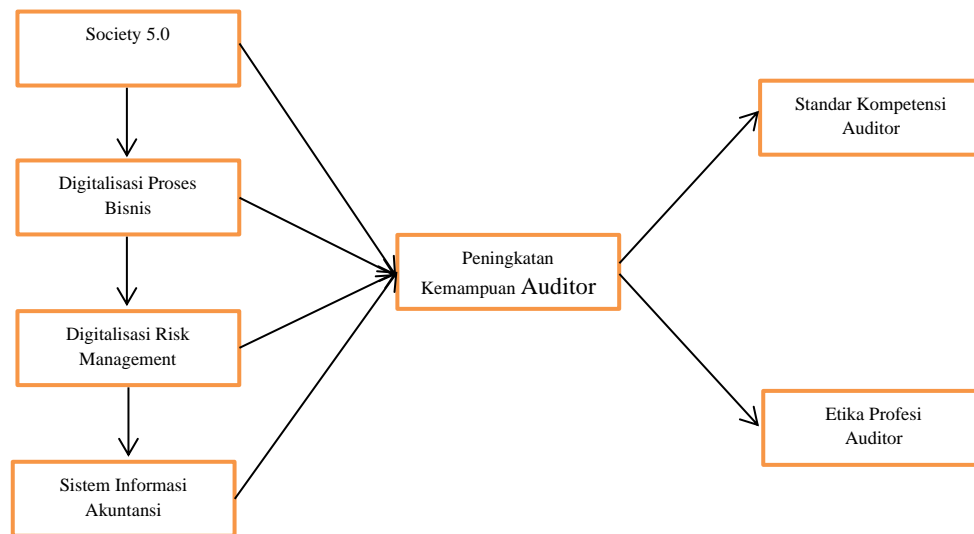 Society 5.0
Digitalisasi Proses
Bisnis
Digitalisasi Risk
Management
Sistem Informasi
Akuntansi
Peningkatan
Kemampuan Auditor
Standar Kompetensi
Auditor
Etika Profesi
Auditor